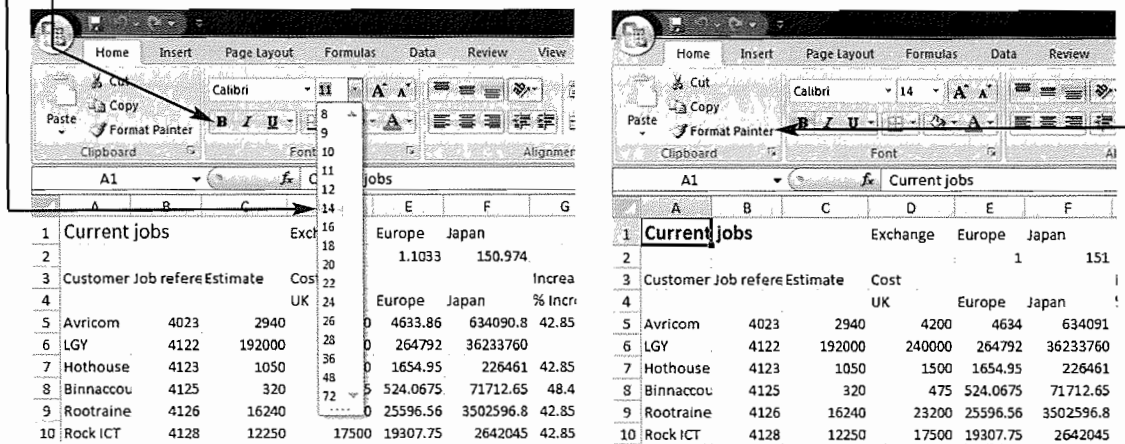 Home Insert Page Layout Formulas Data Review View
Cut
Calibri 11 A A
Copy
Paste B I U A
Format Painter
Clipboard Font Alignmen
A1 fx C jobs
A B C E F G
1 Current jobs Exch Europe Japan
2 1.1033 150.974
3 Customer Job refere Estimate Cost Increa
4 UK Europe Japan % Incre
5 Avricom 4023 2940 0 4633.86 634090.8 42.85
6 LGY 4122 192000 0 264792 36233760
7 Hothouse 4123 1050 0 1654.95 226461 42.85
8 Binnaccou 4125 320 5 524.0675 71712.65 48.4
9 Rootraine 4126 16240 0 25596.56 3502596.8 42.85
10 Rock ICT 4128 12250 17500 19307.75 2642045 42.85
8
9
10
11
12
14
16
18
20
22
24
26
28
36
48
72
Home Insert Page Layout Formulas Data Review
Cut
Calibri 14 A A
Copy
Paste B I U A
Format Painter
Clipboard Font Al
A1 fx Current jobs
A B C D E F
1 Current jobs Exchange Europe Japan
2 1 151
3 Customer Job refere Estimate Cost
4 UK Europe Japan
5 Avricom 4023 2940 4200 4634 634091
6 LGY 4122 192000 240000 264792 36233760
7 Hothouse 4123 1050 1500 1654.95 226461
8 Binnaccou 4125 320 475 524.0675 71712.65
9 Rootraine 4126 16240 23200 25596.56 3502596.8
10 Rock ICT 4128 12250 17500 19307.75 2642045